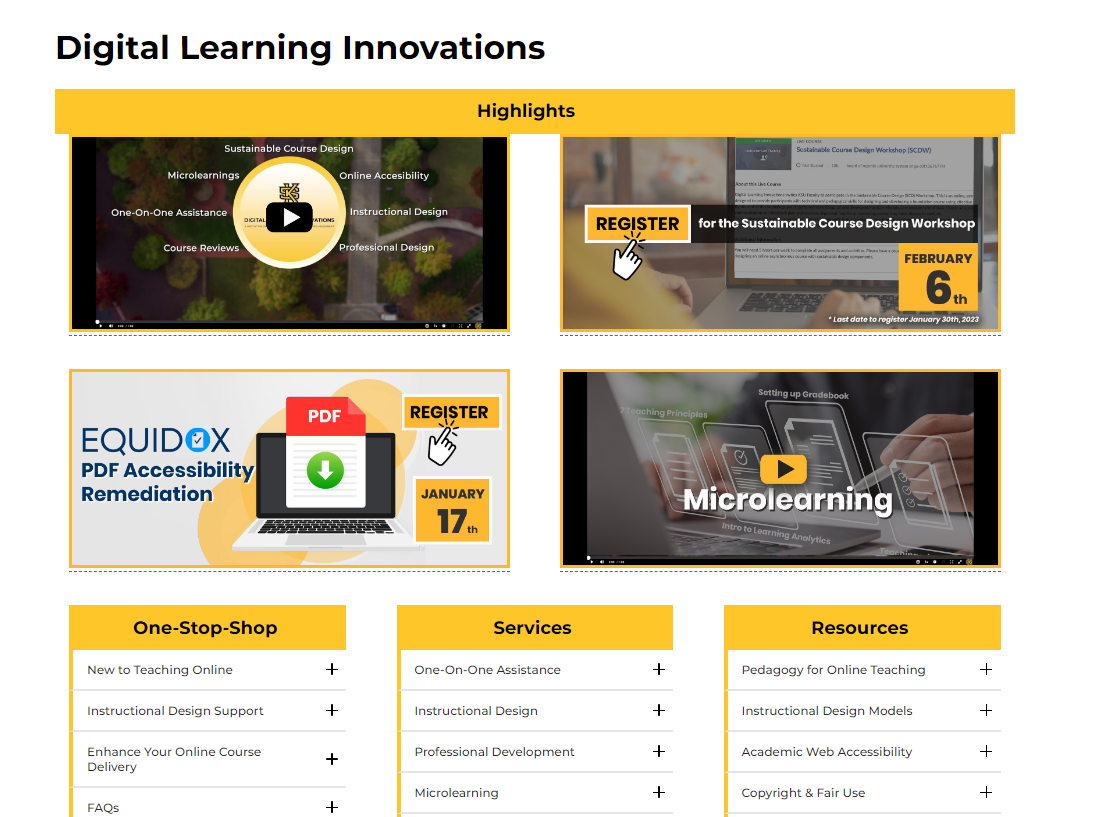 Digital Learning Innovations
Highlights
Sustainable Course Design
Microlearnings
Online Accesibility
One-On-One Assistance
Instructional Design
Course Reviews
Professional Design
Sustainable Course Design Workshop (SCDW)
About this Live Course
REGISTER
for the Sustainable Course Design Workshop
FEBRUARY
6th
* Last date to register January 30th, 2023
EQUIDOX
PDF Accessibility
Remediation
PDF
REGISTER
JANUARY
17th
Setting up Gradebook
7 Teaching Principles
Microlearning
Intro to Learning Analytics
One-Stop-Shop
New to Teaching Online
Instructional Design Support
Enhance Your Online Course
Delivery
FAQs
Services
One-On-One Assistance
Instructional Design
Professional Development
Microlearning
Resources
Pedagogy for Online Teaching
Instructional Design Models
Academic Web Accessibility
Copyright & Fair Use